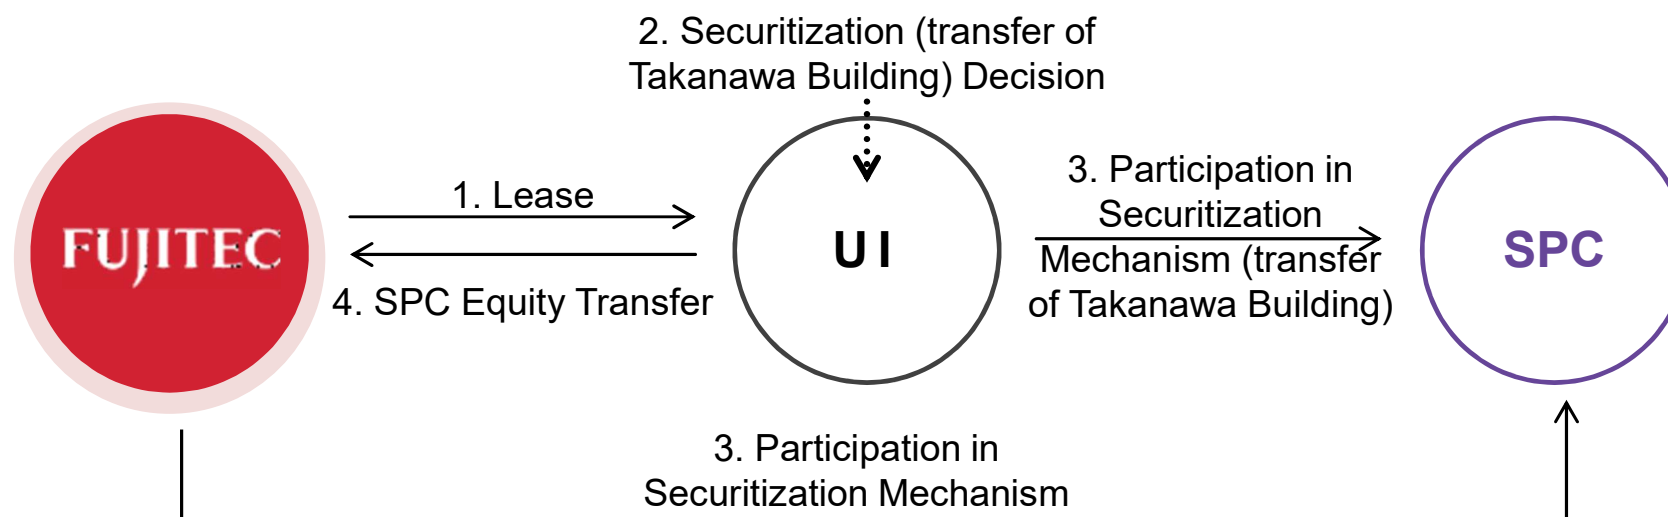 2. Securitization (transfer of
Takanawa Building) Decision
FUJITEC
1. Lease
4. SPC Equity Transfer
UI
3. Participation in
Securitization
Mechanism (transfer
of Takanawa Building)
SPC
3. Participation in
Securitization Mechanism